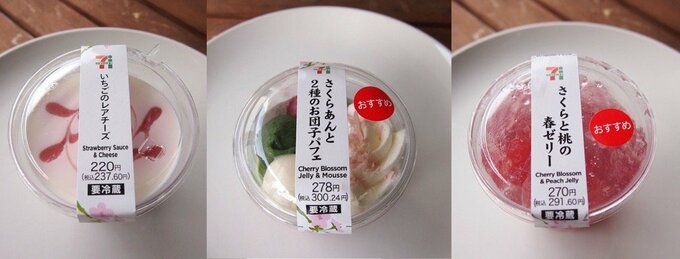 いちごのレアチーズ
Strawberry Sauce
& Cheese
220円
(税込237.60円)
要冷蔵
さくらあんと
2種のお団子パフェ
おすすめ
Cherry Blossom
Jelly & Mousse
278円
(税込300.24円)
要冷蔵
さくらと桃の
春ゼリー
おすすめ
Cherry Blossom
& Peach Jelly
270円
(税込291.60円)
要冷蔵